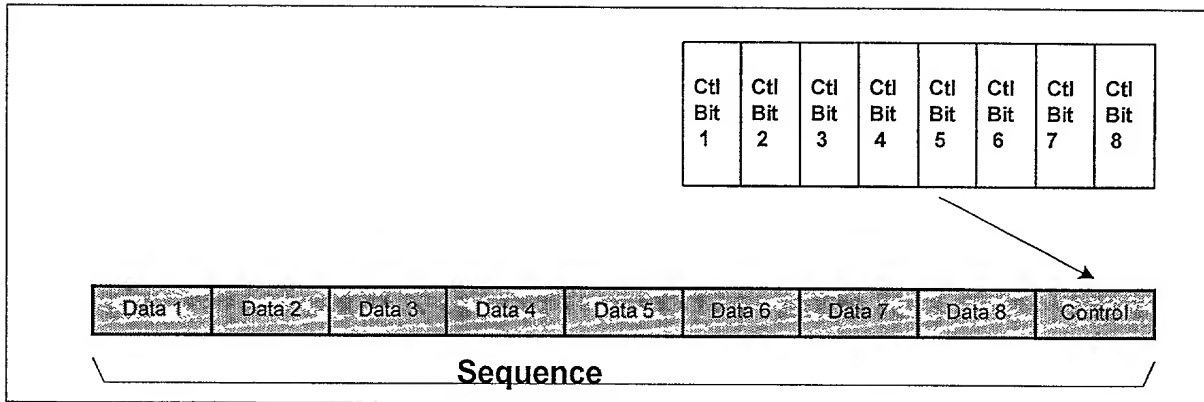 Ctl Ctl Ctl Ctl Ctl Ctl Ctl Ctl
Bit Bit Bit Bit Bit Bit Bit Bit
1 2 3 4 5 6 7 8
Data 1 Data 2 Data 3 Data 4 Data 5 Data 6 Data 7 Data 8 Control
Sequence